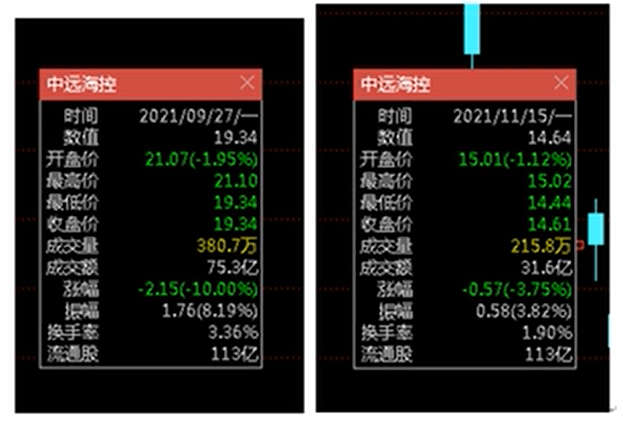 中远海控
时间 2021/09/27/一
数值 19.34
开盘价 21.07(-1.95%)
最高价 21.10
最低价 19.34
收盘价 19.34
成交量 380.7万
成交额 75.3亿
涨幅 -2.15(-10.00%)
振幅 1.76(8.19%)
换手率 3.36%
流通股 113亿
中远海控
时间 2021/11/15/一
数值 14.64
开盘价 15.01(-1.12%)
最高价 15.02
最低价 14.44
收盘价 14.61
成交量 215.8万
成交额 31.6亿
涨幅 -0.57(-3.75%)
振幅 0.58(3.82%)
换手率 1.90%
流通股 113亿